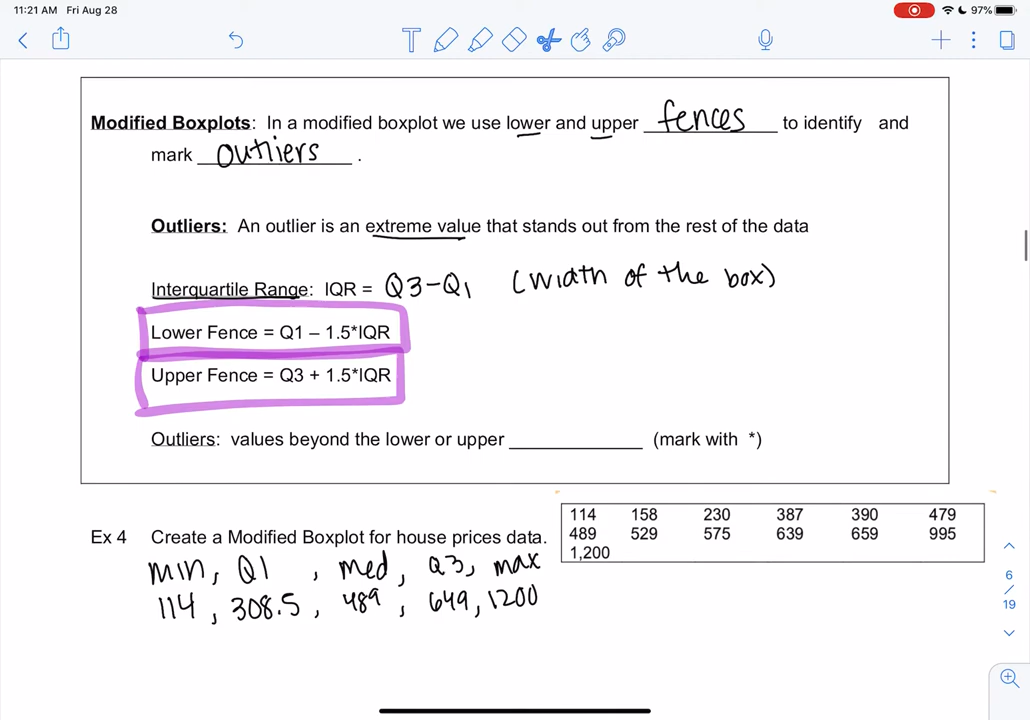 11:21 AM Fri Aug 28
97%
Modified Boxplots: In a modified boxplot we use lower and upper fences to identify and
mark outliers .
Outliers: An outlier is an extreme value that stands out from the rest of the data
Interquartile Range: IQR = Q3-Q1 (width of the box)
Lower Fence = Q1 – 1.5*IQR
Upper Fence = Q3 + 1.5*IQR
Outliers: values beyond the lower or upper ____________ (mark with *)
Ex 4 Create a Modified Boxplot for house prices data.
114 158 230 387 390 479
489 529 575 639 659 995
1,200
min, Q1 , med, Q3, max
114, 308.5, 489, 649, 1200
6
/
19